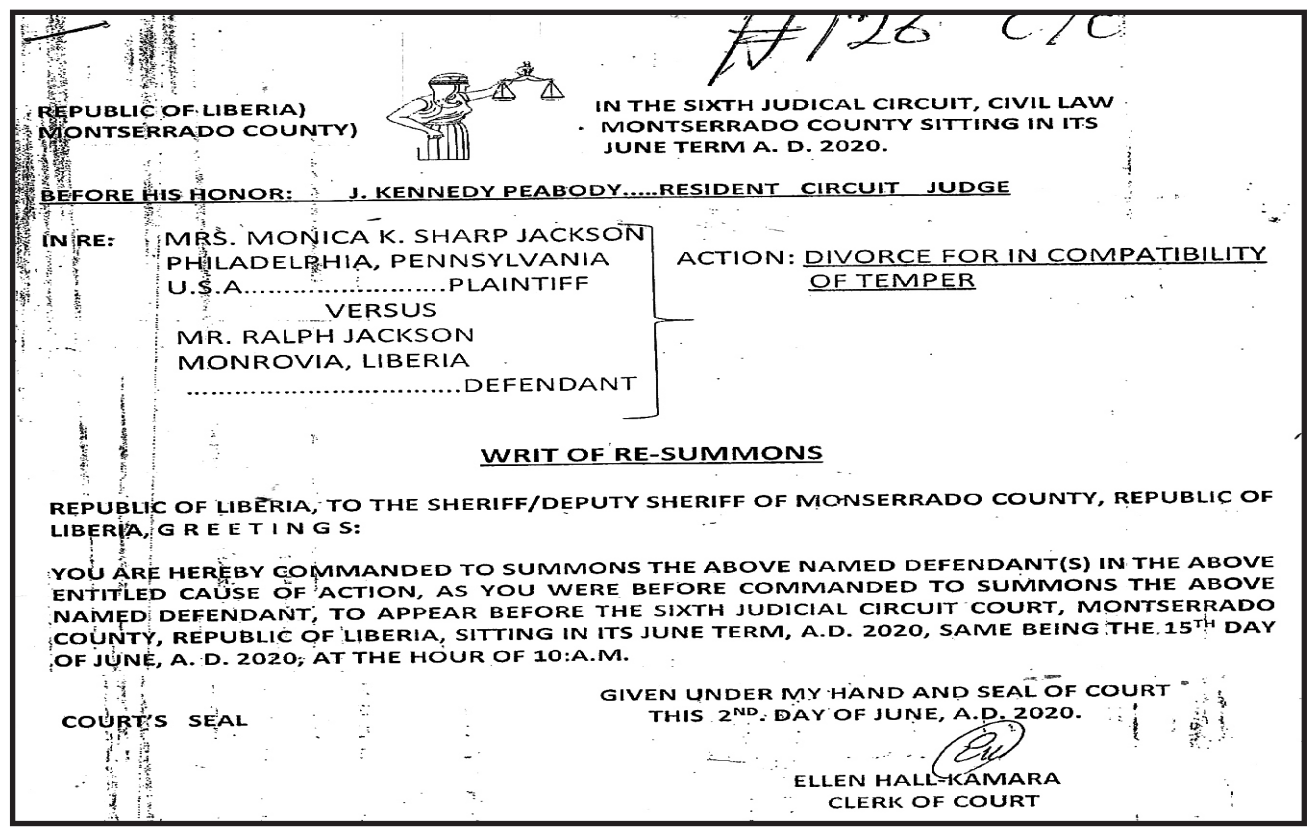 #126 C/C
REPUBLIC OF LIBERIA)
MONTSERRADO COUNTY)
IN THE SIXTH JUDICIAL CIRCUIT, CIVIL LAW
MONTSERRADO COUNTY SITTING IN ITS
JUNE TERM A. D. 2020.
BEFORE HIS HONOR: J. KENNEDY PEABODY.....RESIDENT CIRCUIT JUDGE
IN RE: MRS. MONICA K. SHARP JACKSON
PHILADELPHIA, PENNSYLVANIA
U.S.A.........................PLAINTIFF
VERSUS
MR. RALPH JACKSON
MONROVIA, LIBERIA
...................................DEFENDANT
ACTION: DIVORCE FOR IN COMPATIBILITY
OF TEMPER
WRIT OF RE-SUMMONS
REPUBLIC OF LIBERIA, TO THE SHERIFF/DEPUTY SHERIFF OF MONSERRADO COUNTY, REPUBLIC OF
LIBERIA, G R E E T I N G S:
YOU ARE HEREBY COMMANDED TO SUMMONS THE ABOVE NAMED DEFENDANT(S) IN THE ABOVE
ENTITLED CAUSE OF ACTION, AS YOU WERE BEFORE COMMANDED TO SUMMONS THE ABOVE
NAMED DEFENDANT, TO APPEAR BEFORE THE SIXTH JUDICIAL CIRCUIT COURT, MONTSERRADO
COUNTY, REPUBLIC OF LIBERIA, SITTING IN ITS JUNE TERM, A.D. 2020, SAME BEING THE 15TH DAY
OF JUNE, A. D. 2020, AT THE HOUR OF 10:A.M.
GIVEN UNDER MY HAND AND SEAL OF COURT
THIS 2ND. DAY OF JUNE, A.D. 2020.
COURT'S SEAL
ELLEN HALL-KAMARA
CLERK OF COURT